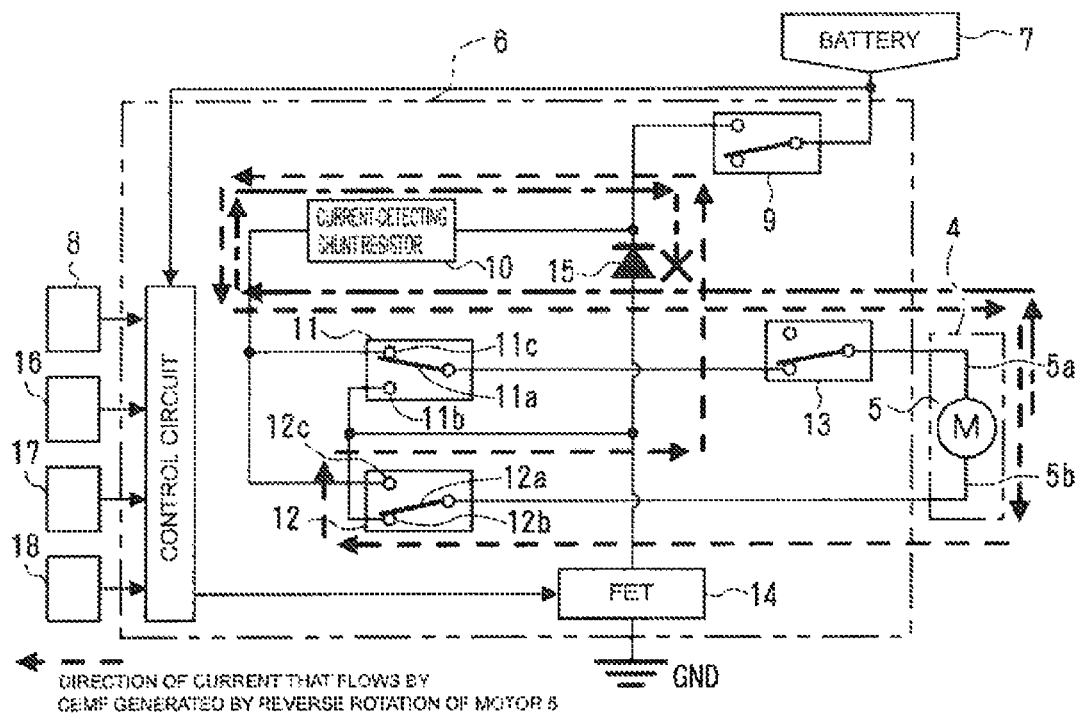 6
BATTERY
7
9
8
CURRENT-DETECTING
SHUNT RESISTOR
10
15
4
11
11c
16
11a
5a
13
5
11b
M
12c
17
12a
5b
12
12b
CONTROL CIRCUIT
18
FET
14
GND
DIRECTION OF CURRENT THAT FLOWS BY
CEMF GENERATED BY REVERSE ROTATION OF MOTOR 5